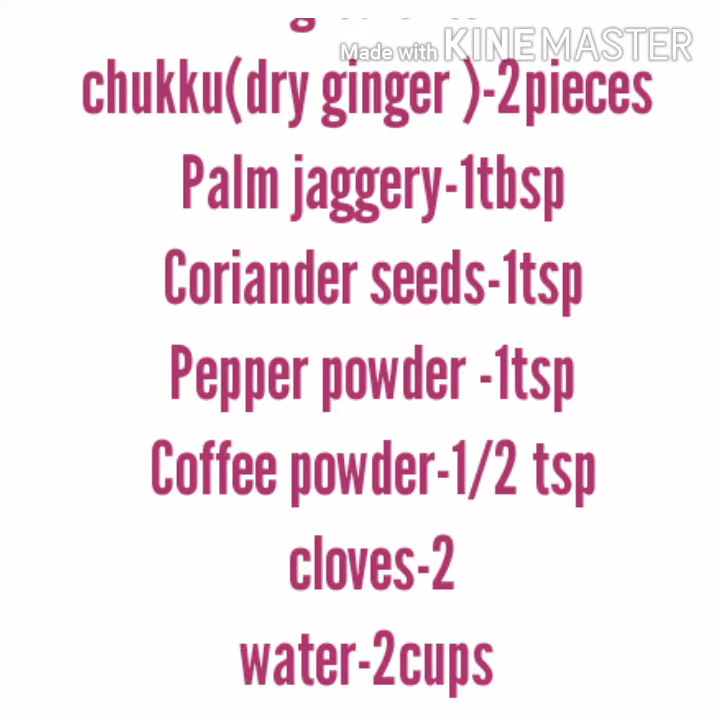 Made with KINEMASTER
chukku(dry ginger )-2pieces
Palm jaggery-1tbsp
Coriander seeds-1tsp
Pepper powder -1tsp
Coffee powder-1/2 tsp
cloves-2
water-2cups